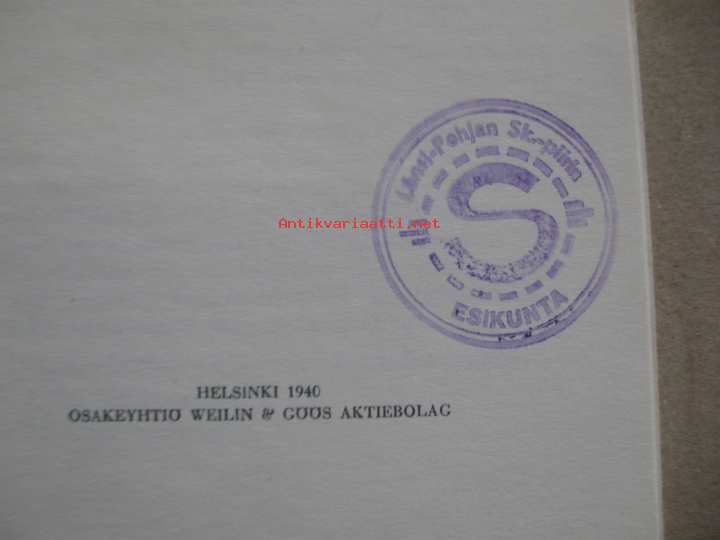 Länsi-Pohjan Sk.-piirin
S
ESIKUNTA
Antikvariaatti.net
HELSINKI 1940
OSAKEYHTIÖ WEILIN & GÖÖS AKTIEBOLAG